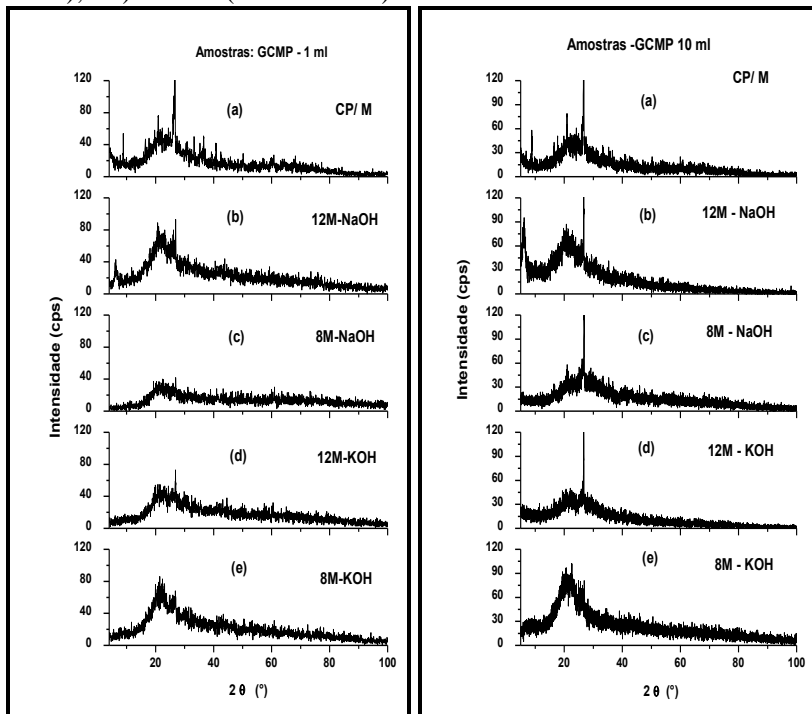 Amostras: GCMP - 1 ml
Intensidade (cps)
120
80
40
0
(a)
CP/ M
120
80
40
0
(b)
12M-NaOH
120
80
40
0
(c)
8M-NaOH
120
80
40
0
(d)
12M-KOH
120
80
40
0
(e)
8M-KOH
20 40 60 80 100
2 θ (°)
Amostras -GCMP 10 ml
Intensidade (cps)
120
90
60
30
0
(a)
CP/ M
120
90
60
30
0
(b)
12M - NaOH
120
90
60
30
0
(c)
8M - NaOH
120
90
60
30
0
(d)
12M - KOH
120
90
60
30
0
(e)
8M - KOH
20 40 60 80 100
2 θ (°)